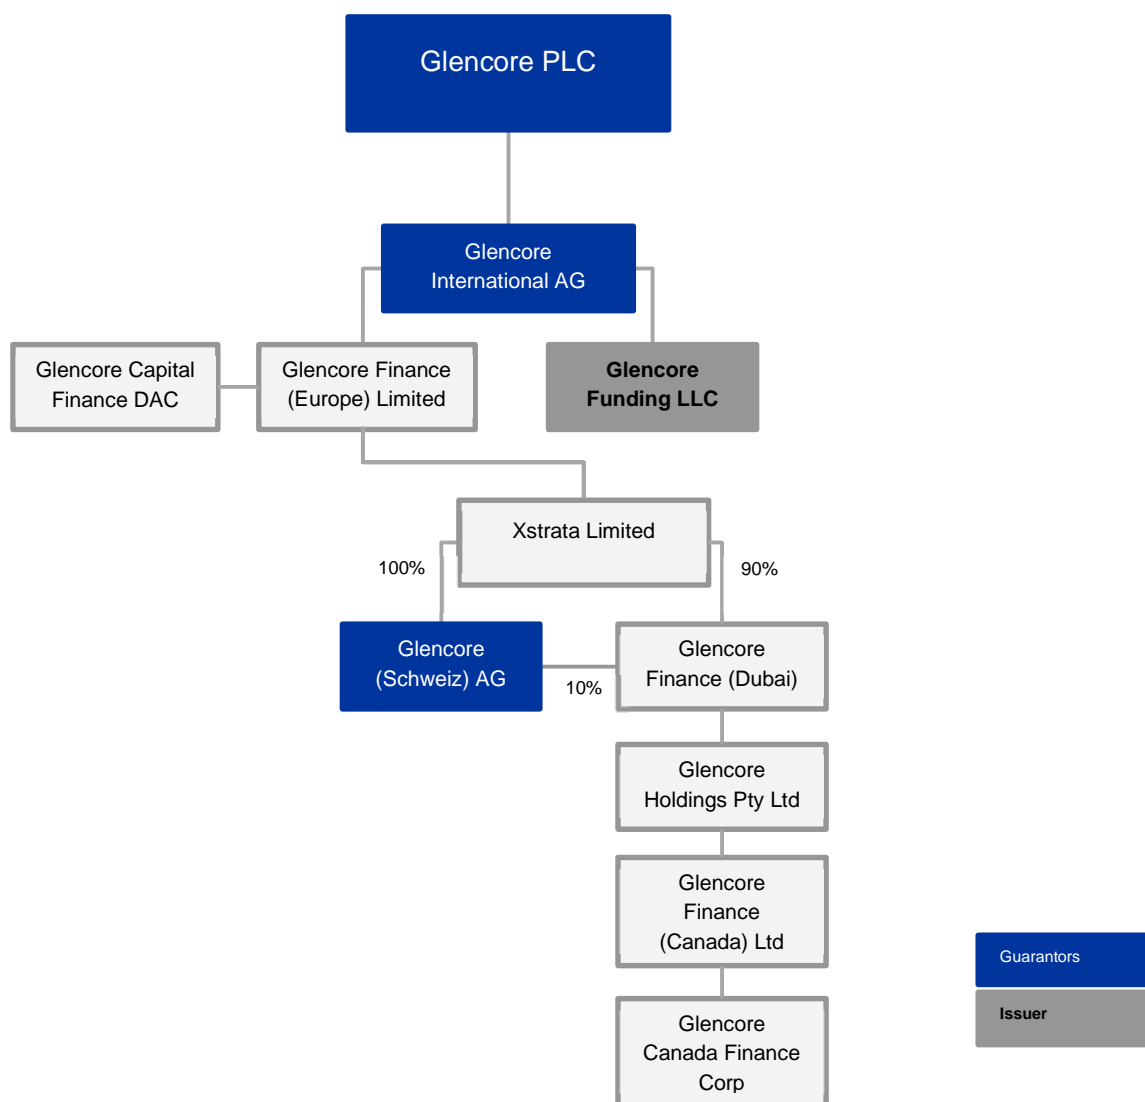 Glencore PLC
Glencore
International AG
Glencore Capital
Finance DAC
Glencore Finance
(Europe) Limited
Glencore
Funding LLC
Xstrata Limited
100%
90%
Glencore
(Schweiz) AG
10%
Glencore
Finance (Dubai)
Glencore
Holdings Pty Ltd
Glencore
Finance
(Canada) Ltd
Guarantors
Issuer
Glencore
Canada Finance
Corp